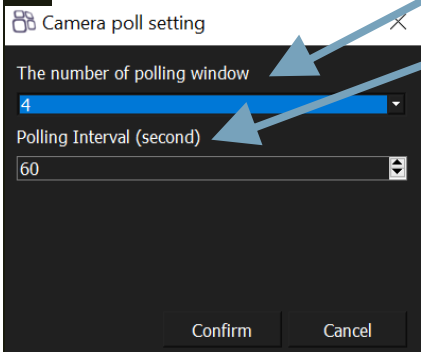 Camera poll setting
The number of polling window
4
Polling Interval (second)
60
Confirm Cancel